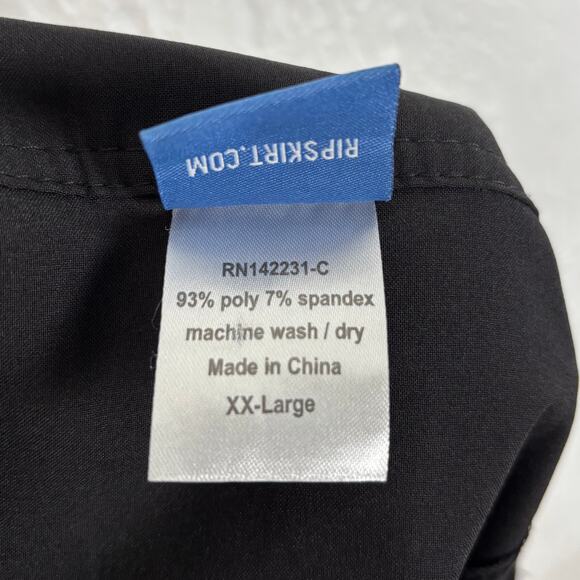 RIPSKIRT.COM
RN142231-C
93% poly 7% spandex
machine wash / dry
Made in China
XX-Large